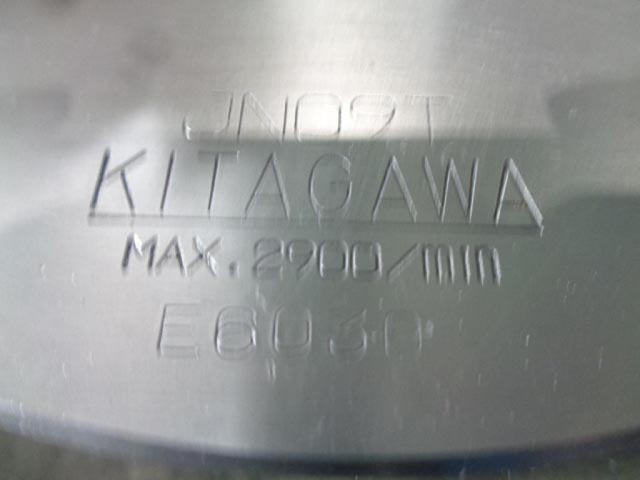 JN09T
KITAGAWA
MAX. 2900/min
E6030